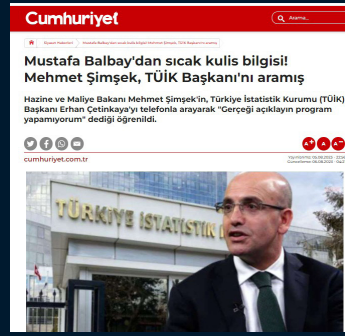 Cumhuriyet
Arama..
Mustafa Balbay'dan sıcak kulis bilgisi!
Mehmet Şimşek, TÜİK Başkanı'nı aramış
Hazine ve Maliye Bakanı Mehmet Şimşek'in, Türkiye İstatistik Kurumu (TÜİK)
Başkanı Erhan Çetinkaya'yı telefonla arayarak "Gerçeği açıklayın program
yapamıyorum" dediği öğrenildi.
A+ A A-
cumhuriyet.com.tr
TÜRKİYE İSTATİSTİK